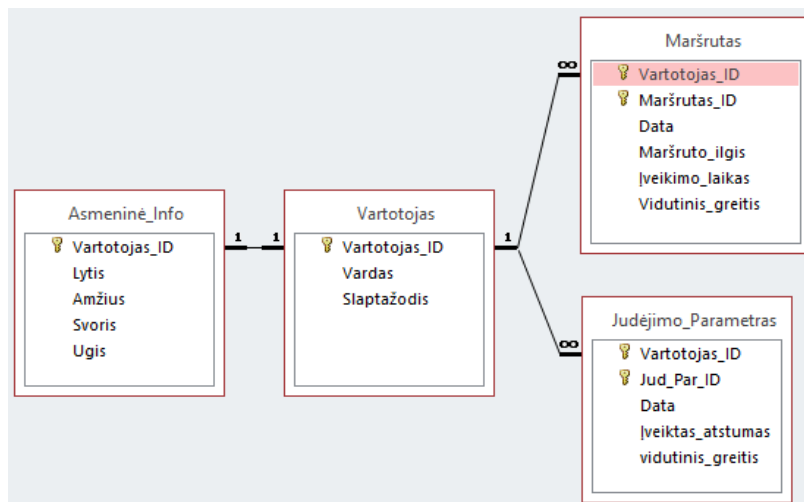 Asmeninė_Info
Vartotojas_ID
Lytis
Amžius
Svoris
Ugis
1
1
Vartotojas
Vartotojas_ID
Vardas
Slaptažodis
1
∞
∞
Maršrutas
Vartotojas_ID
Maršrutas_ID
Data
Maršruto_ilgis
Įveikimo_laikas
Vidutinis_greitis
Judėjimo_Parametras
Vartotojas_ID
Jud_Par_ID
Data
Įveiktas_atstumas
vidutinis_greitis